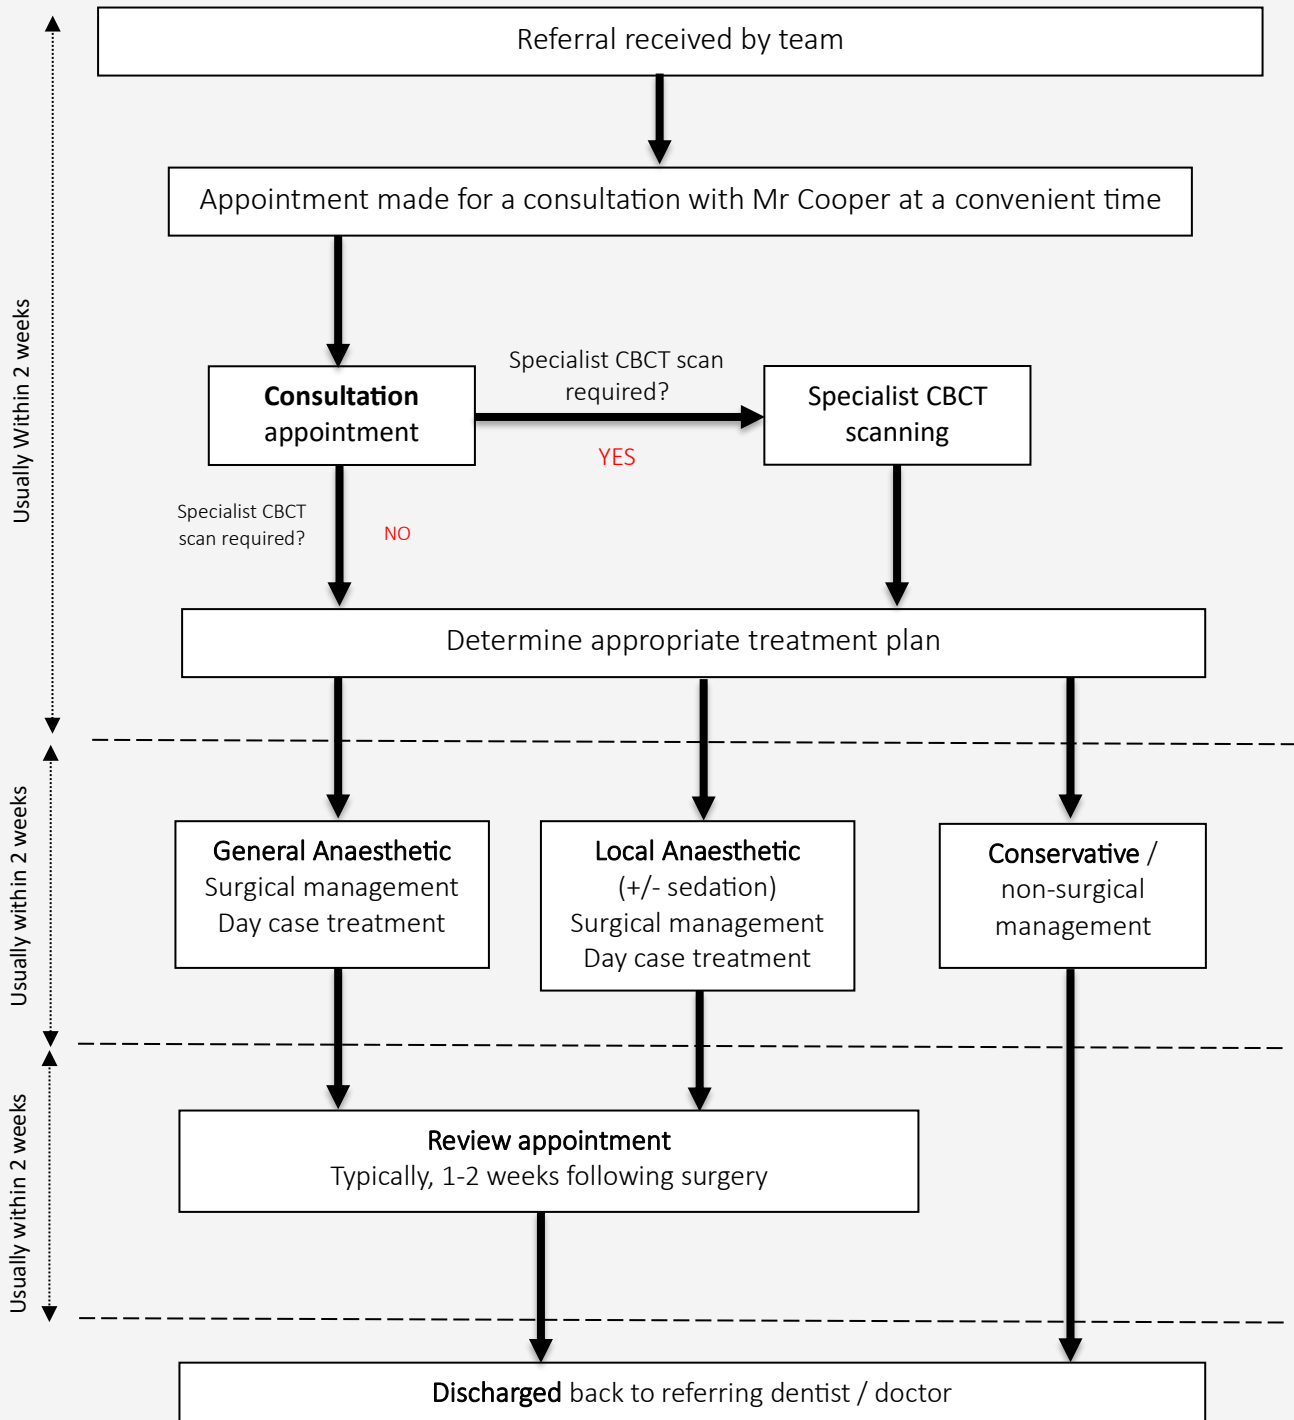 Referral received by team
Appointment made for a consultation with Mr Cooper at a convenient time
Usually Within 2 weeks
Consultation
appointment
Specialist CBCT scan
required?
YES
Specialist CBCT
scanning
Specialist CBCT
scan required?
NO
Determine appropriate treatment plan
Usually within 2 weeks
General Anaesthetic
Surgical management
Day case treatment
Local Anaesthetic
(+/- sedation)
Surgical management
Day case treatment
Conservative /
non-surgical
management
Usually within 2 weeks
Review appointment
Typically, 1-2 weeks following surgery
Discharged back to referring dentist / doctor